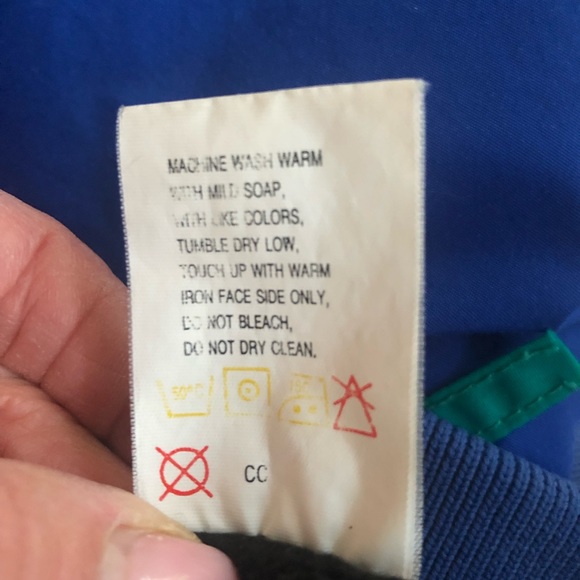 MACHINE WASH WARM
WITH MILD SOAP,
WITH LIKE COLORS,
TUMBLE DRY LOW,
TOUCH UP WITH WARM
IRON FACE SIDE ONLY,
DO NOT BLEACH,
DO NOT DRY CLEAN.
50°C
CC